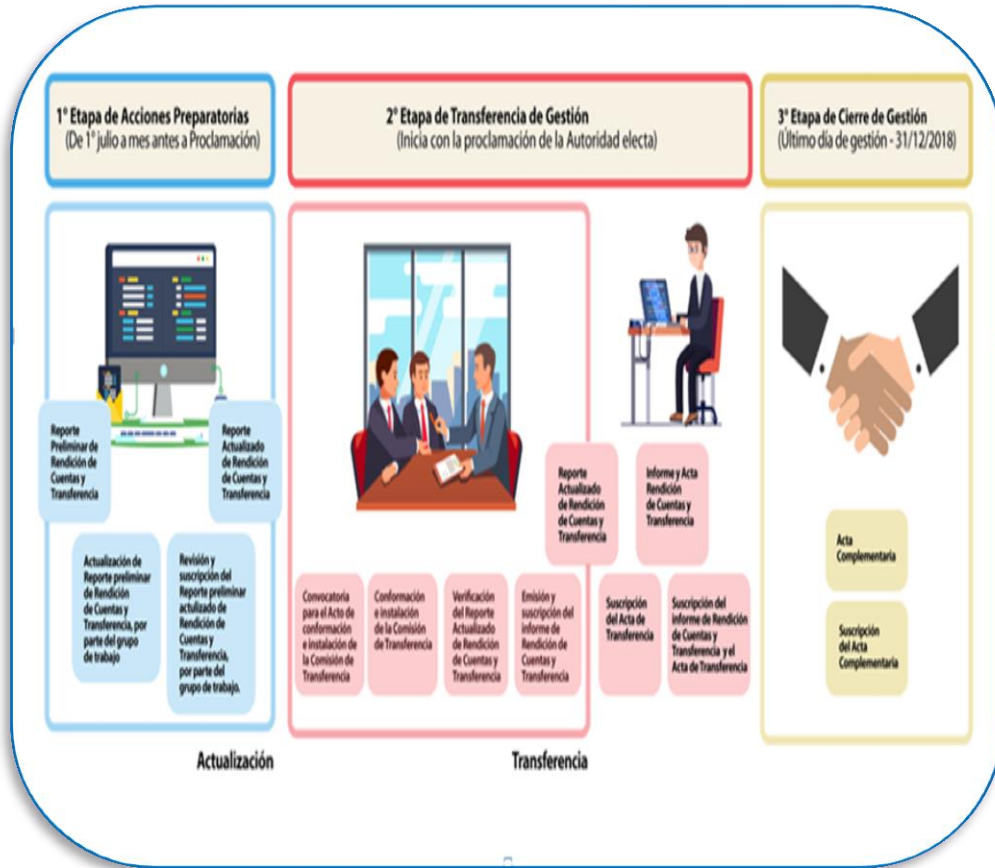 1° Etapa de Acciones Preparatorias
(De 1° julio a mes antes a Proclamación)
2° Etapa de Transferencia de Gestión
(Inicia con la proclamación de la Autoridad electa)
3° Etapa de Cierre de Gestión
(Último día de gestión - 31/12/2018)
Reporte
Preliminar de
Rendición de
Cuentas y
Transferencia
Reporte
Actualizado
de Rendición
de Cuentas y
Transferencia
Actualización de
Reporte preliminar
de Rendición
de Cuentas y
Transferencia, por
parte del grupo
de trabajo
Revisión y
suscripción del
Reporte preliminar
actulizado de
Rendición de
Cuentas y
Transferencia,
por parte del
grupo de trabajo.
Reporte
Actualizado
de Rendición
de Cuentas y
Transferencia
Informe y Acta
Rendición
de Cuentas y
Transferencia
Convocatoria
para el Acto de
conformación
e instalación de
la Comisión de
Transferencia
Conformación
e instalación
de la Comisión
de Transferencia
Verificación
del Reporte
Actualizado
de Rendición
de Cuentas y
Transferencia
Emisión y
suscripción del
informe de
Rendición de
Cuentas y
Transferencia
Suscripción
del Acta de
Transferencia
Suscripción del
informe de Rendición
de Cuentas y
Transferencia y el
Acta de Transferencia
Acta
Complementaria
Suscripción
del Acta
Complementaria
Actualización
Transferencia